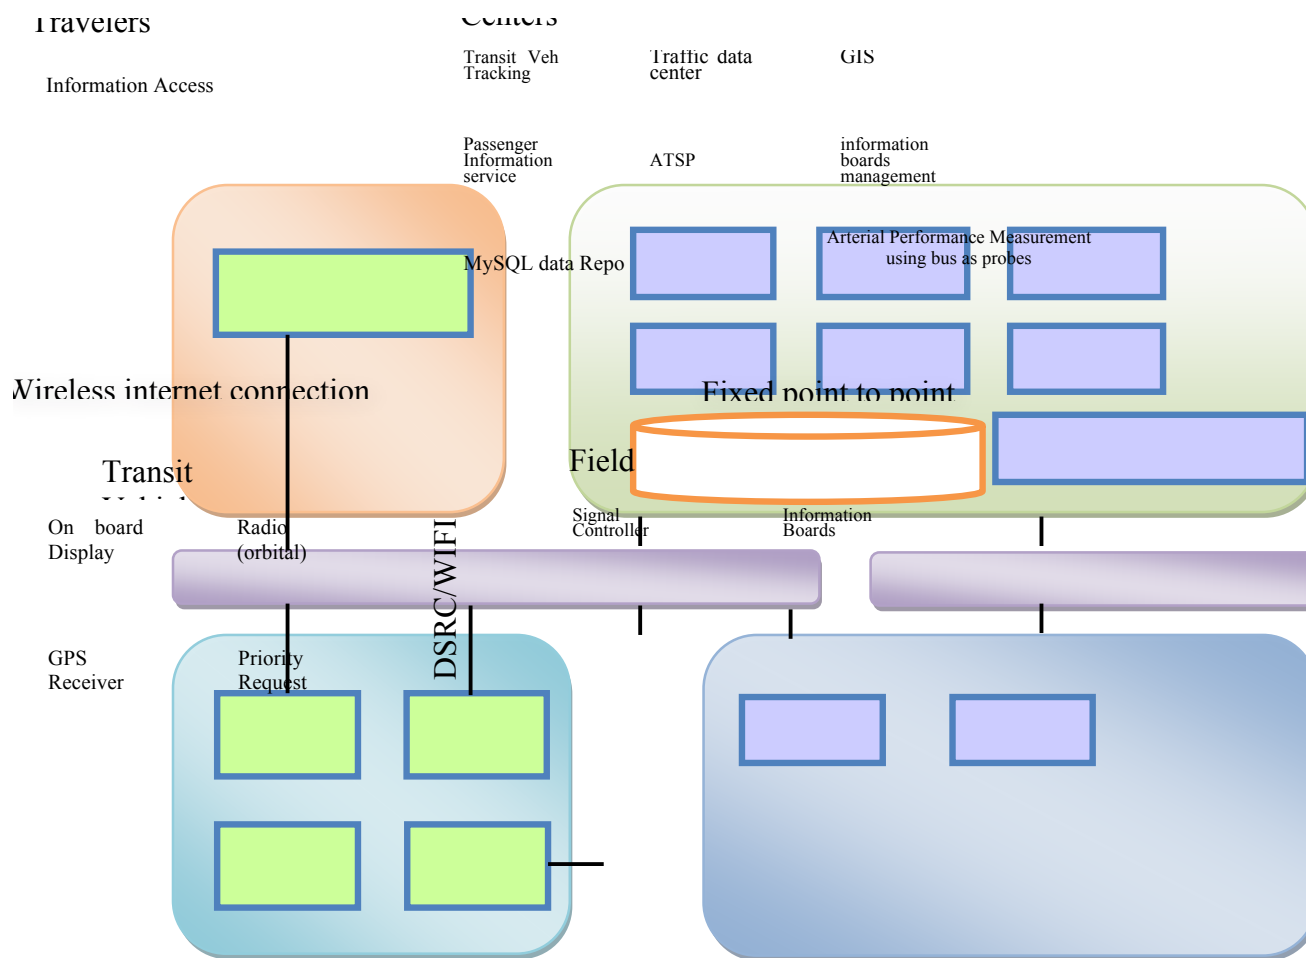 Travelers
Centers
Transit Veh
Tracking
Traffic data
center
GIS
Information Access
Passenger
Information
service
ATSP
information
boards
management
Arterial Performance Measurement
using bus as probes
MySQL data Repo
Wireless internet connection
Fixed point to point
Transit
Field
On board
Display
Radio
(orbital)
DSRC/WIFI
Signal
Controller
Information
Boards
GPS
Receiver
Priority
Request